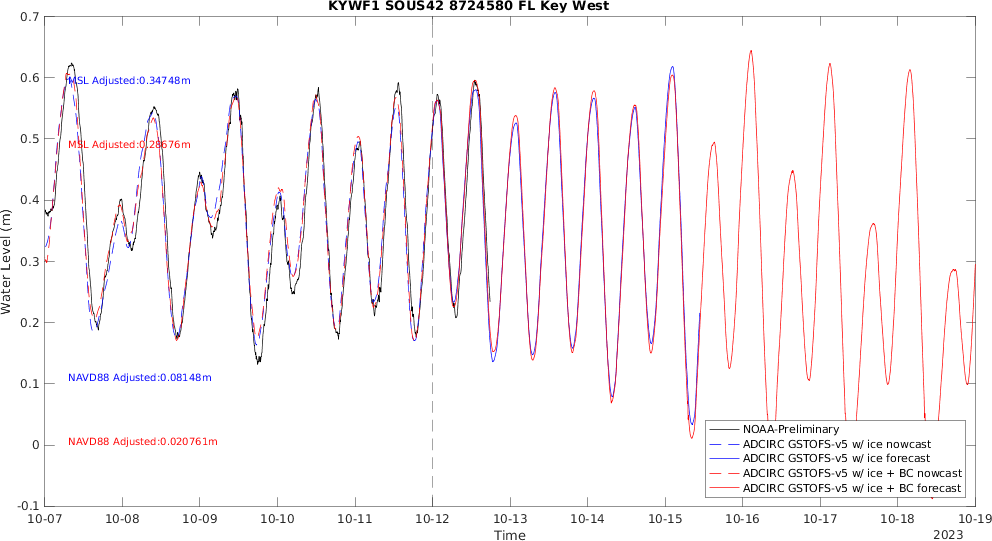 KYWF1 SOUS42 8724580 FL Key West
0.7
0.6
0.5
0.4
0.3
0.2
0.1
0
-0.1
Water Level (m)
MSL Adjusted:0.34748m
MSL Adjusted:0.28676m
NAVD88 Adjusted:0.08148m
NAVD88 Adjusted:0.020761m
NOAA-Preliminary
ADCIRC GSTOFS-v5 w/ ice nowcast
ADCIRC GSTOFS-v5 w/ ice forecast
ADCIRC GSTOFS-v5 w/ ice + BC nowcast
ADCIRC GSTOFS-v5 w/ ice + BC forecast
10-07 10-08 10-09 10-10 10-11 10-12 10-13 10-14 10-15 10-16 10-17 10-18 10-19
Time
2023